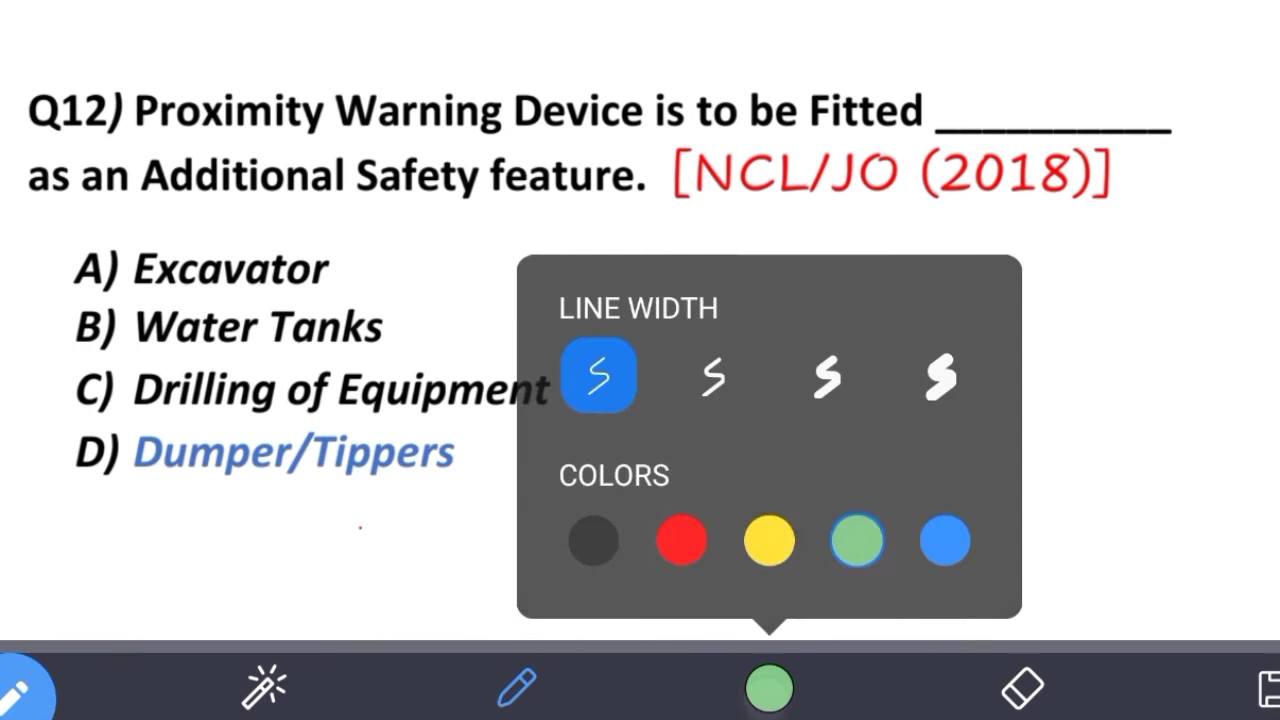 Q12) Proximity Warning Device is to be Fitted __________
as an Additional Safety feature. [NCL/JO (2018)]
A) Excavator
B) Water Tanks
C) Drilling of Equipment
D) Dumper/Tippers
LINE WIDTH
COLORS